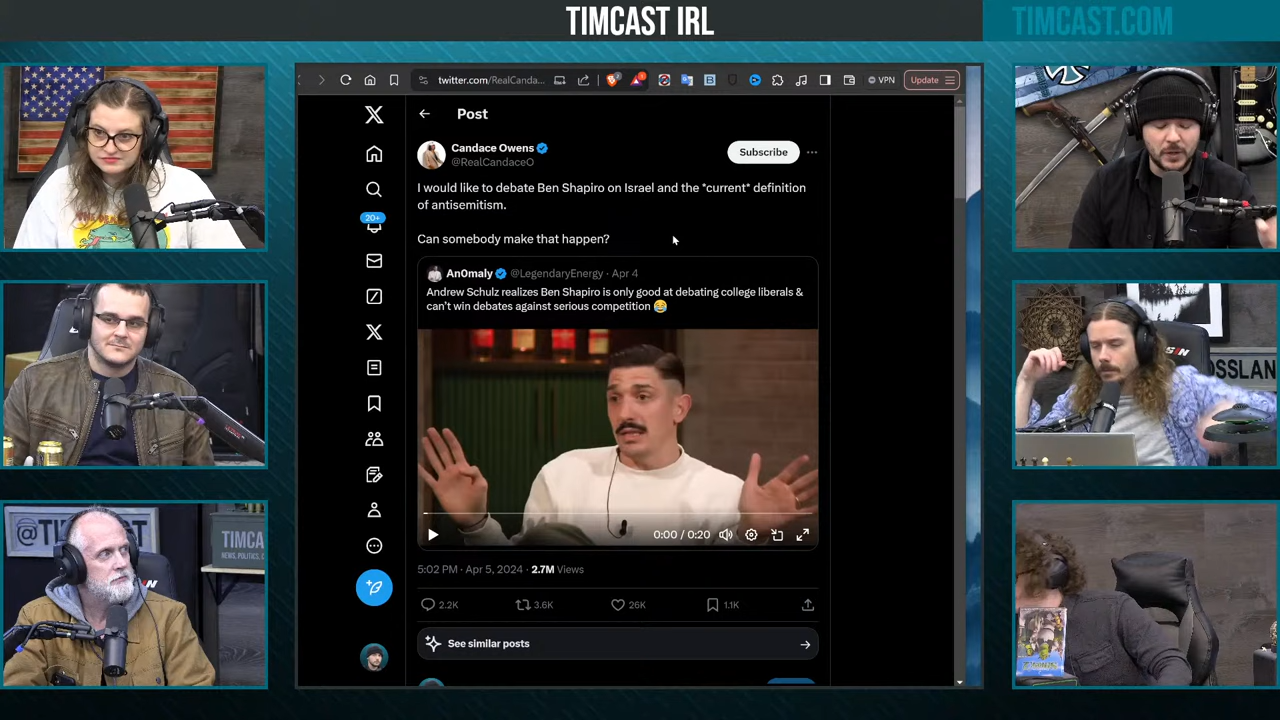 TIMCAST IRL
TIMCAST.COM
twitter.com/RealCanda...
VPN
Update
Post
Candace Owens
@RealCandaceO
Subscribe
I would like to debate Ben Shapiro on Israel and the *current* definition
of antisemitism.
Can somebody make that happen?
20+
An0maly @LegendaryEnergy · Apr 4
Andrew Schulz realizes Ben Shapiro is only good at debating college liberals &
can't win debates against serious competition 😂
0:00 / 0:20
5:02 PM · Apr 5, 2024 · 2.7M Views
2.2K
3.6K
26K
1.1K
See similar posts
@TIMCAST
TIMCA
OSSLAN